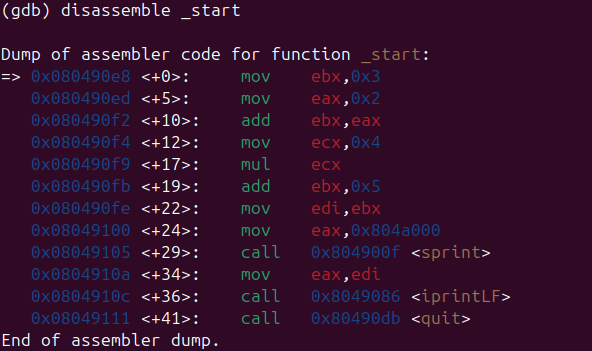 (gdb) disassemble _start
Dump of assembler code for function _start:
=> 0x080490e8 <+0>: mov ebx,0x3
0x080490ed <+5>: mov eax,0x2
0x080490f2 <+10>: add ebx,eax
0x080490f4 <+12>: mov ecx,0x4
0x080490f9 <+17>: mul ecx
0x080490fb <+19>: add ebx,0x5
0x080490fe <+22>: mov edi,ebx
0x08049100 <+24>: mov eax,0x804a000
0x08049105 <+29>: call 0x804900f <sprint>
0x0804910a <+34>: mov eax,edi
0x0804910c <+36>: call 0x8049086 <iprintLF>
0x08049111 <+41>: call 0x80490db <quit>
End of assembler dump.